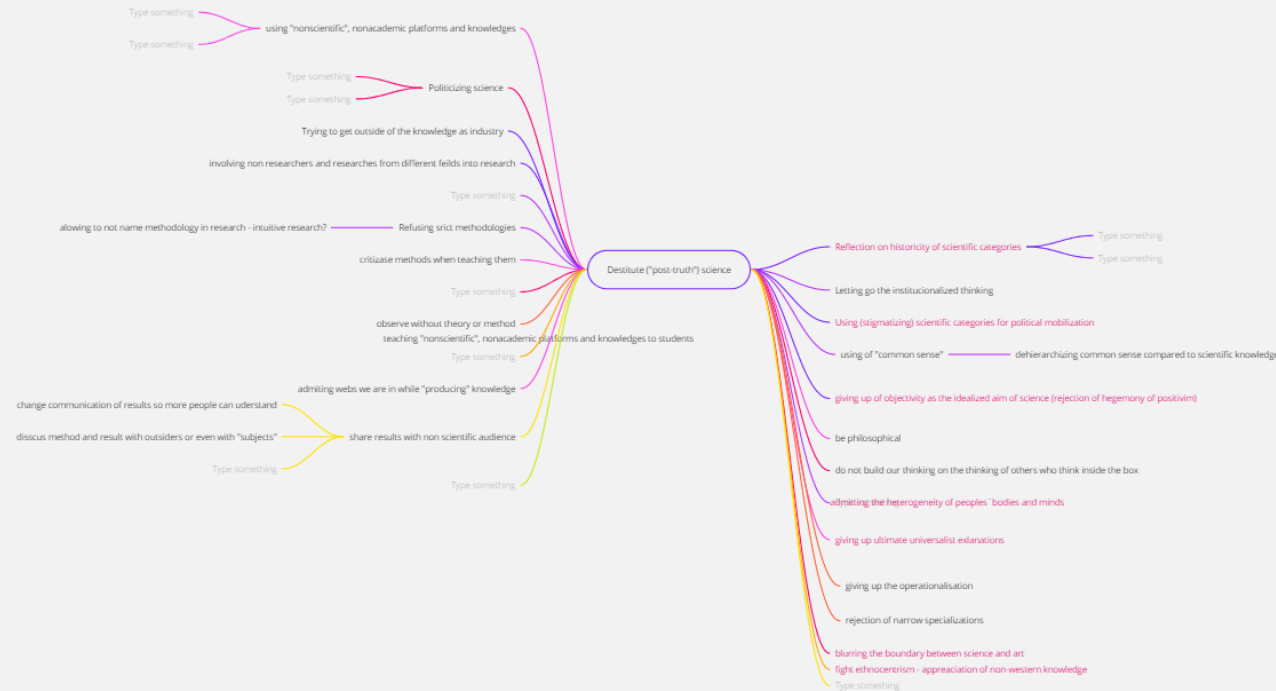 Type something
using "nonscientific", nonacademic platforms and knowledges
Type something
Type something
Politicizing science
Type something
Trying to get outside of the knowledge as industry
involving non researchers and researches from different feilds into research
Type something
alowing to not name methodology in research - intuitive research?
Refusing srict methodologies
critizase methods when teaching them
Type something
observe without theory or method
teaching "nonscientific", nonacademic platforms and knowledges to students
Type something
admiting webs we are in while "producing" knowledge
change communication of results so more people can uderstand
disscus method and result with outsiders or even with "subjects"
share results with non scientific audience
Type something
Type something
Destitute ("post-truth") science
Reflection on historicity of scientific categories
Type something
Type something
Letting go the institucionalized thinking
Using (stigmatizing) scientific categories for political mobilization
using of "common sense"
dehierarchizing common sense compared to scientific knowledge
giving up of objectivity as the idealized aim of science (rejection of hegemony of positivim)
be philosophical
do not build our thinking on the thinking of others who think inside the box
admitting the heterogeneity of peoples´bodies and minds
giving up ultimate universalist exlanations
giving up the operationalisation
rejection of narrow specializations
blurring the boundary between science and art
fight ethnocentrism - appreaciation of non-western knowledge
Type something